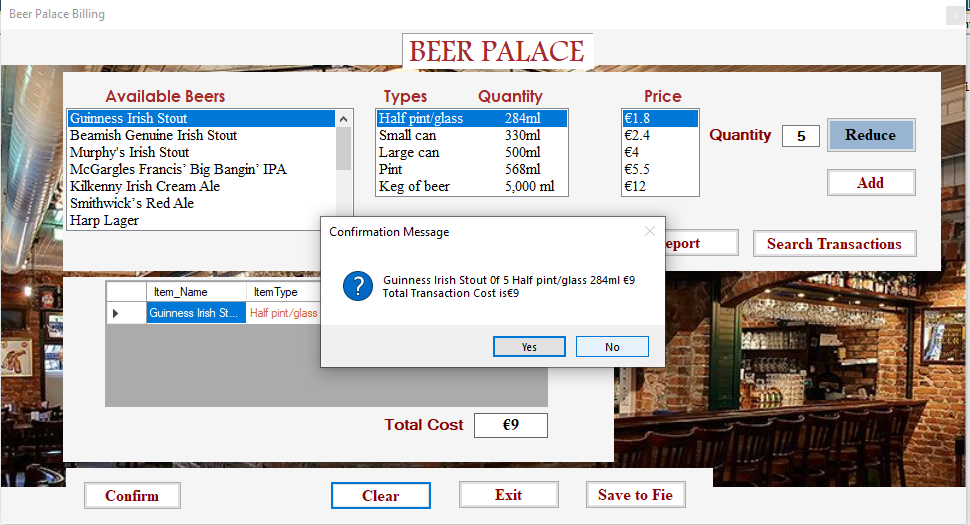 Beer Palace Billing
BEER PALACE
Available Beers
Types Quantity
Price
Guinness Irish Stout
Beamish Genuine Irish Stout
Murphy's Irish Stout
McGargles Francis’ Big Bangin’ IPA
Kilkenny Irish Cream Ale
Smithwick’s Red Ale
Harp Lager
Half pint/glass 284ml
Small can 330ml
Large can 500ml
Pint 568ml
Keg of beer 5,000 ml
€1.8
€2.4
€4
€5.5
€12
Quantity 5 Reduce
Add
eport
Search Transactions
Confirmation Message
Guinness Irish Stout 0f 5 Half pint/glass 284ml €9
Total Transaction Cost is€9
Yes No
Item_Name ItemType
Guinness Irish St... Half pint/glass
Total Cost €9
Confirm Clear Exit Save to Fie